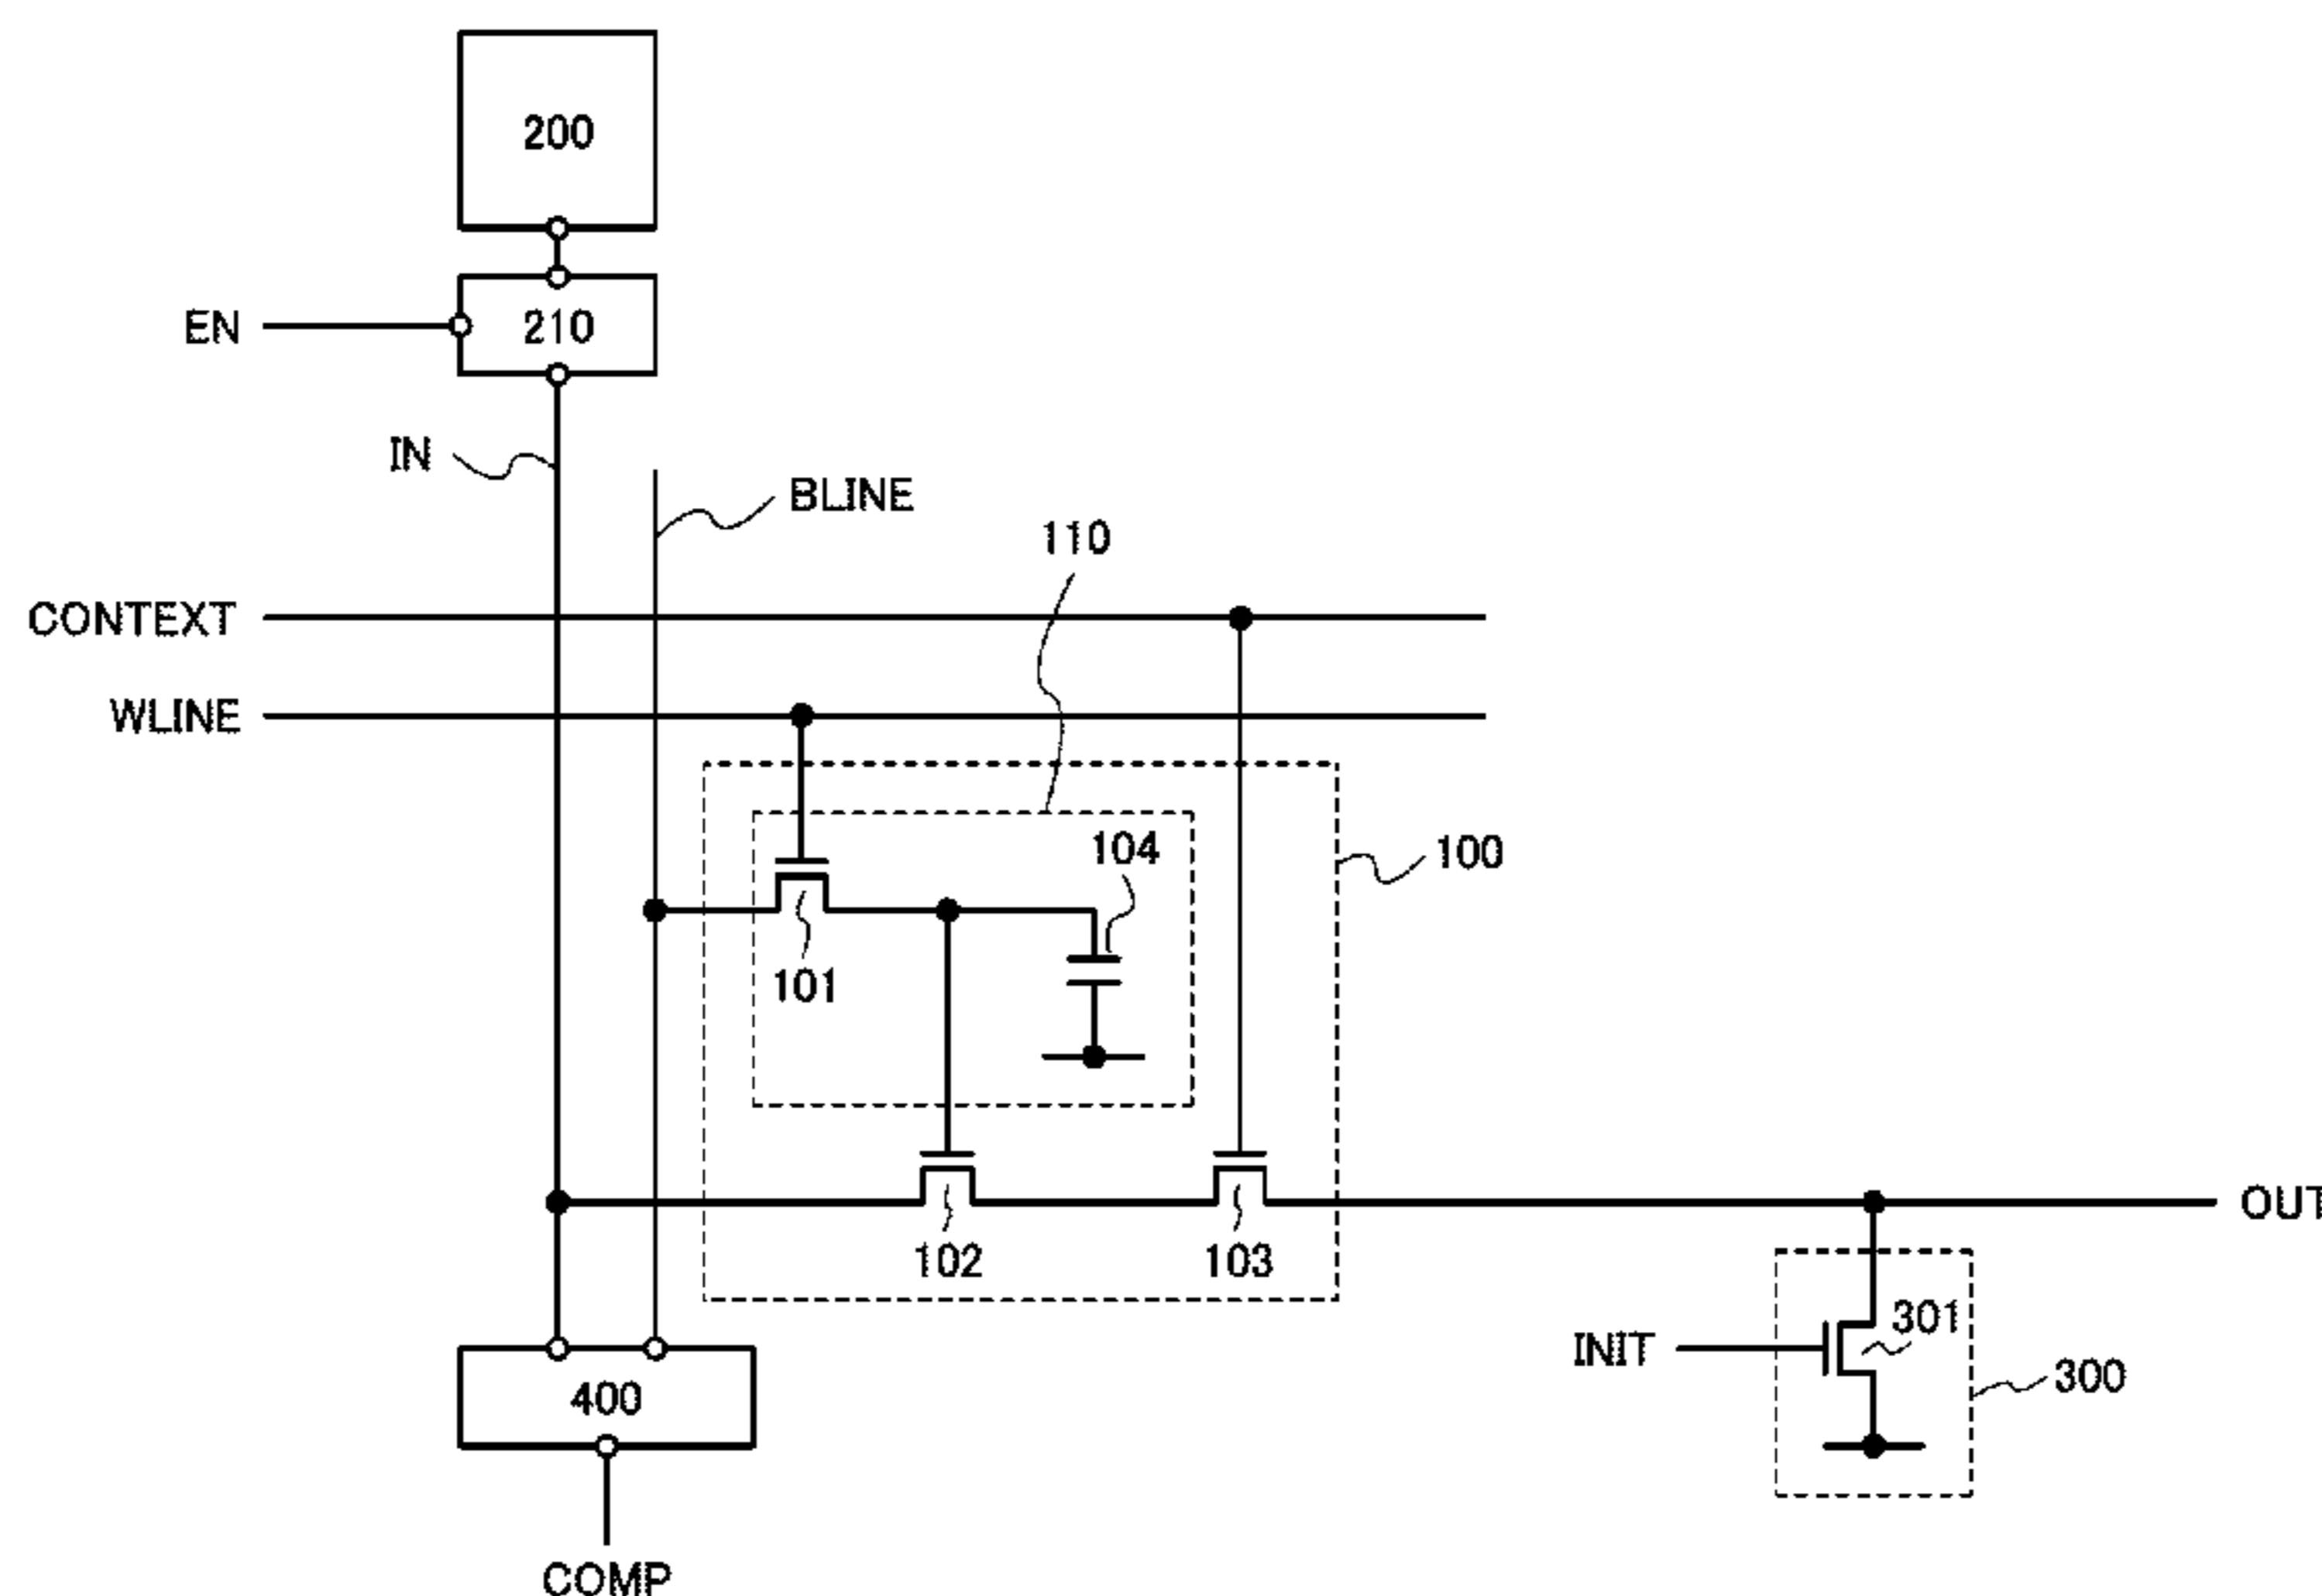 200
EN
210
IN
BLINE
110
CONTEXT
WLINE
104
100
101
OUT
102
103
301
INIT
300
400
COMP